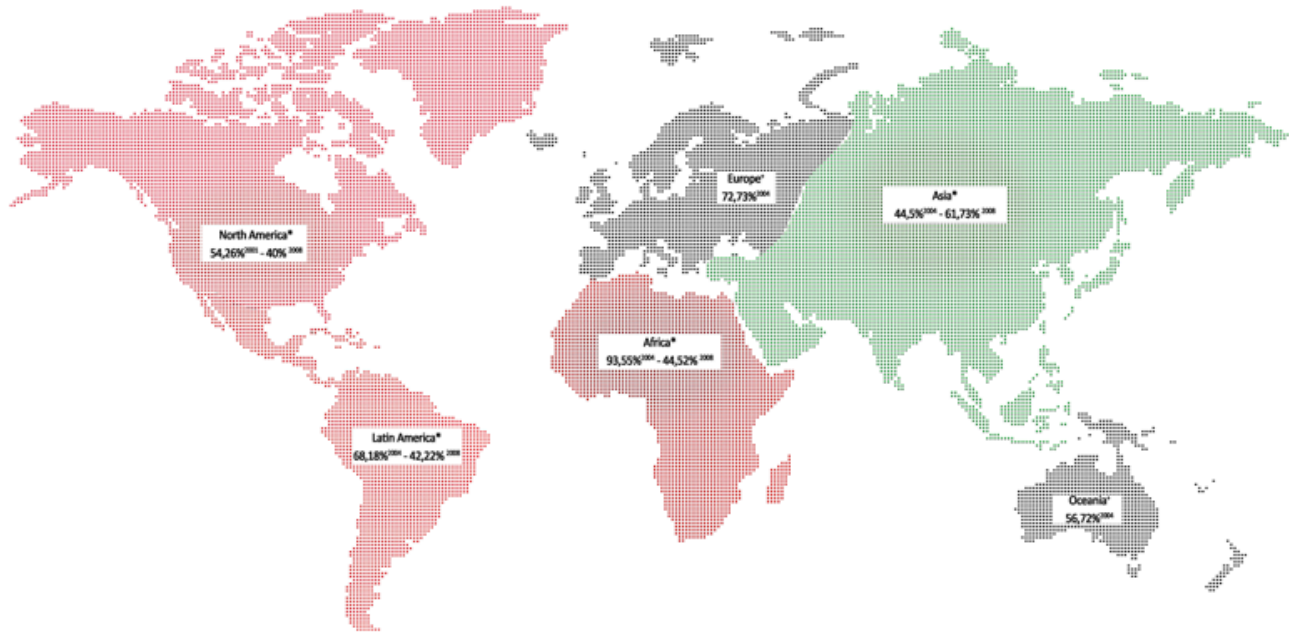 Europe*
72,73%2004
Asia*
44,5%2004 - 61,73% 2008
North America*
54,26%2001 - 40% 2008
Africa*
93,55%2004 - 44,52% 2008
Latin America*
68,18%2004 - 42,22% 2008
Oceania*
56,72%2004